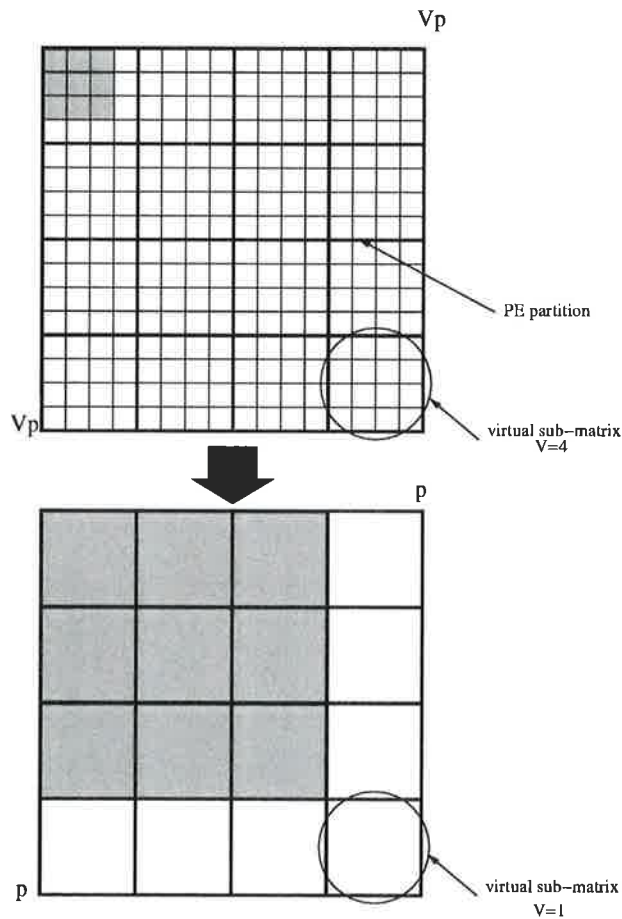 Vp
PE partition
Vp
virtual sub-matrix
V=4
p
p
virtual sub-matrix
V=1